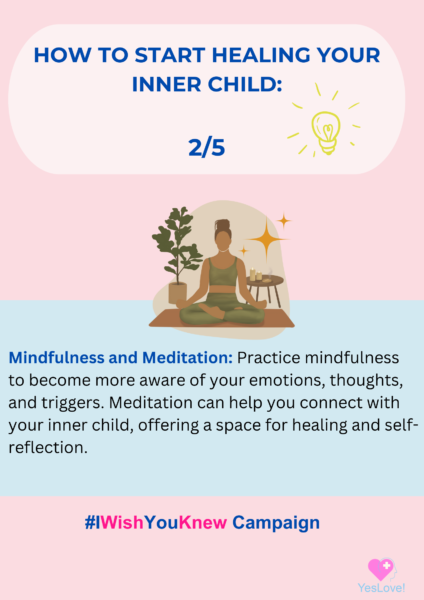 HOW TO START HEALING YOUR
INNER CHILD:
2/5
Mindfulness and Meditation: Practice mindfulness
to become more aware of your emotions, thoughts,
and triggers. Meditation can help you connect with
your inner child, offering a space for healing and self-
reflection.
#IWishYouKnew Campaign
YesLove!